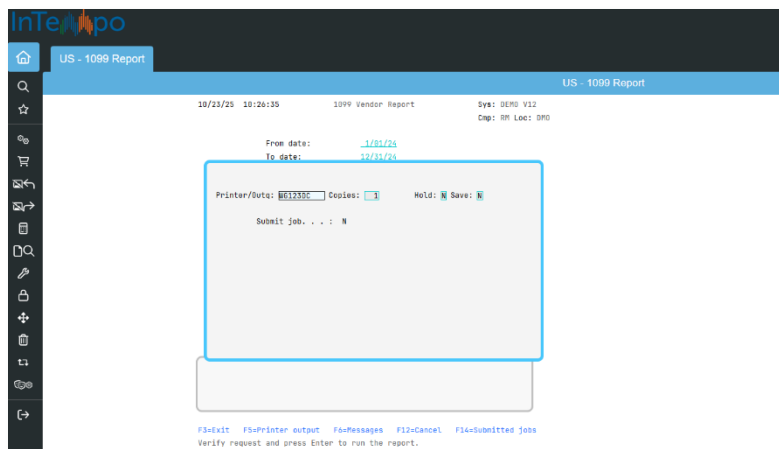 InTempo
US - 1099 Report
US - 1099 Report
10/23/25 10:26:35 1099 Vendor Report Sys: DEMO V12
Cmp: RM Loc: DMO
From date: 1/01/24
To date: 12/31/24
Printer/Outq: W61230C Copies: 1 Hold: N Save: N
Submit job. . . : N
F3=Exit F5=Printer output F6=Messages F12=Cancel F14=Submitted jobs
Verify request and press Enter to run the report.